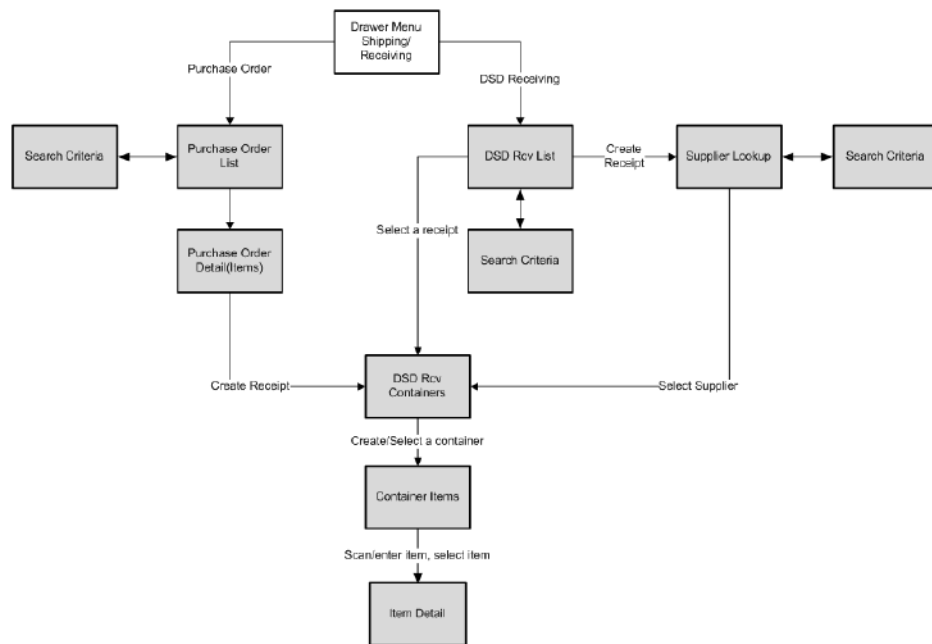 Drawer Menu
Shipping/
Receiving
Purchase Order
DSD Receiving
Search Criteria
Purchase Order
List
DSD Rcv List
Create
Receipt
Supplier Lookup
Search Criteria
Select a receipt
Purchase Order
Detail(Items)
Search Criteria
Create Receipt
DSD Rcv
Containers
Select Supplier
Create/Select a container
Container Items
Scan/enter item, select item
Item Detail